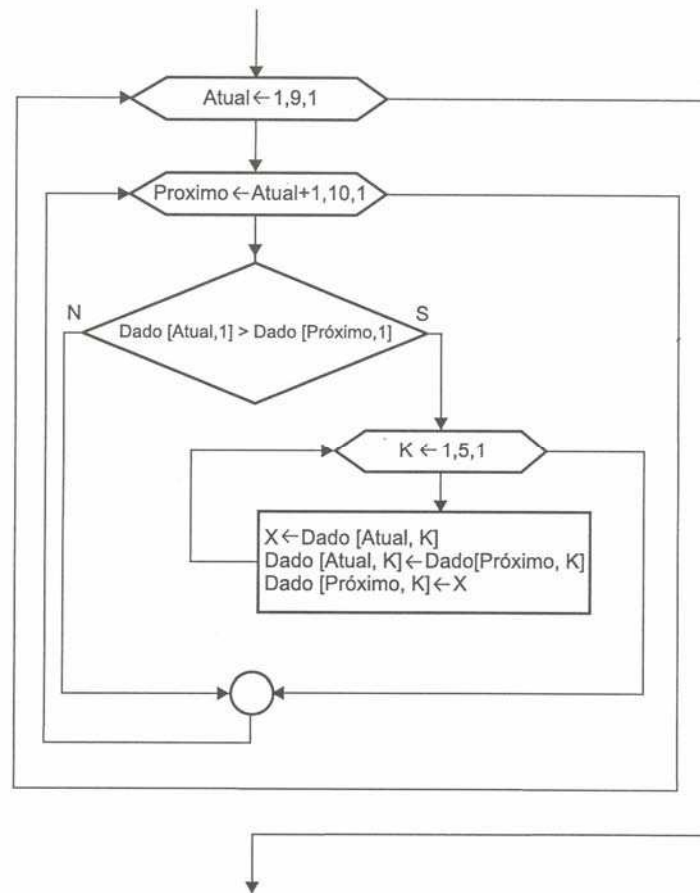 Atual←1,9,1
Proximo←Atual+1,10,1
N
S
Dado [Atual,1] > Dado [Próximo,1]
K ← 1,5,1
X←Dado [Atual, K]
Dado [Atual, K]←Dado[Próximo, K]
Dado [Próximo, K]←X